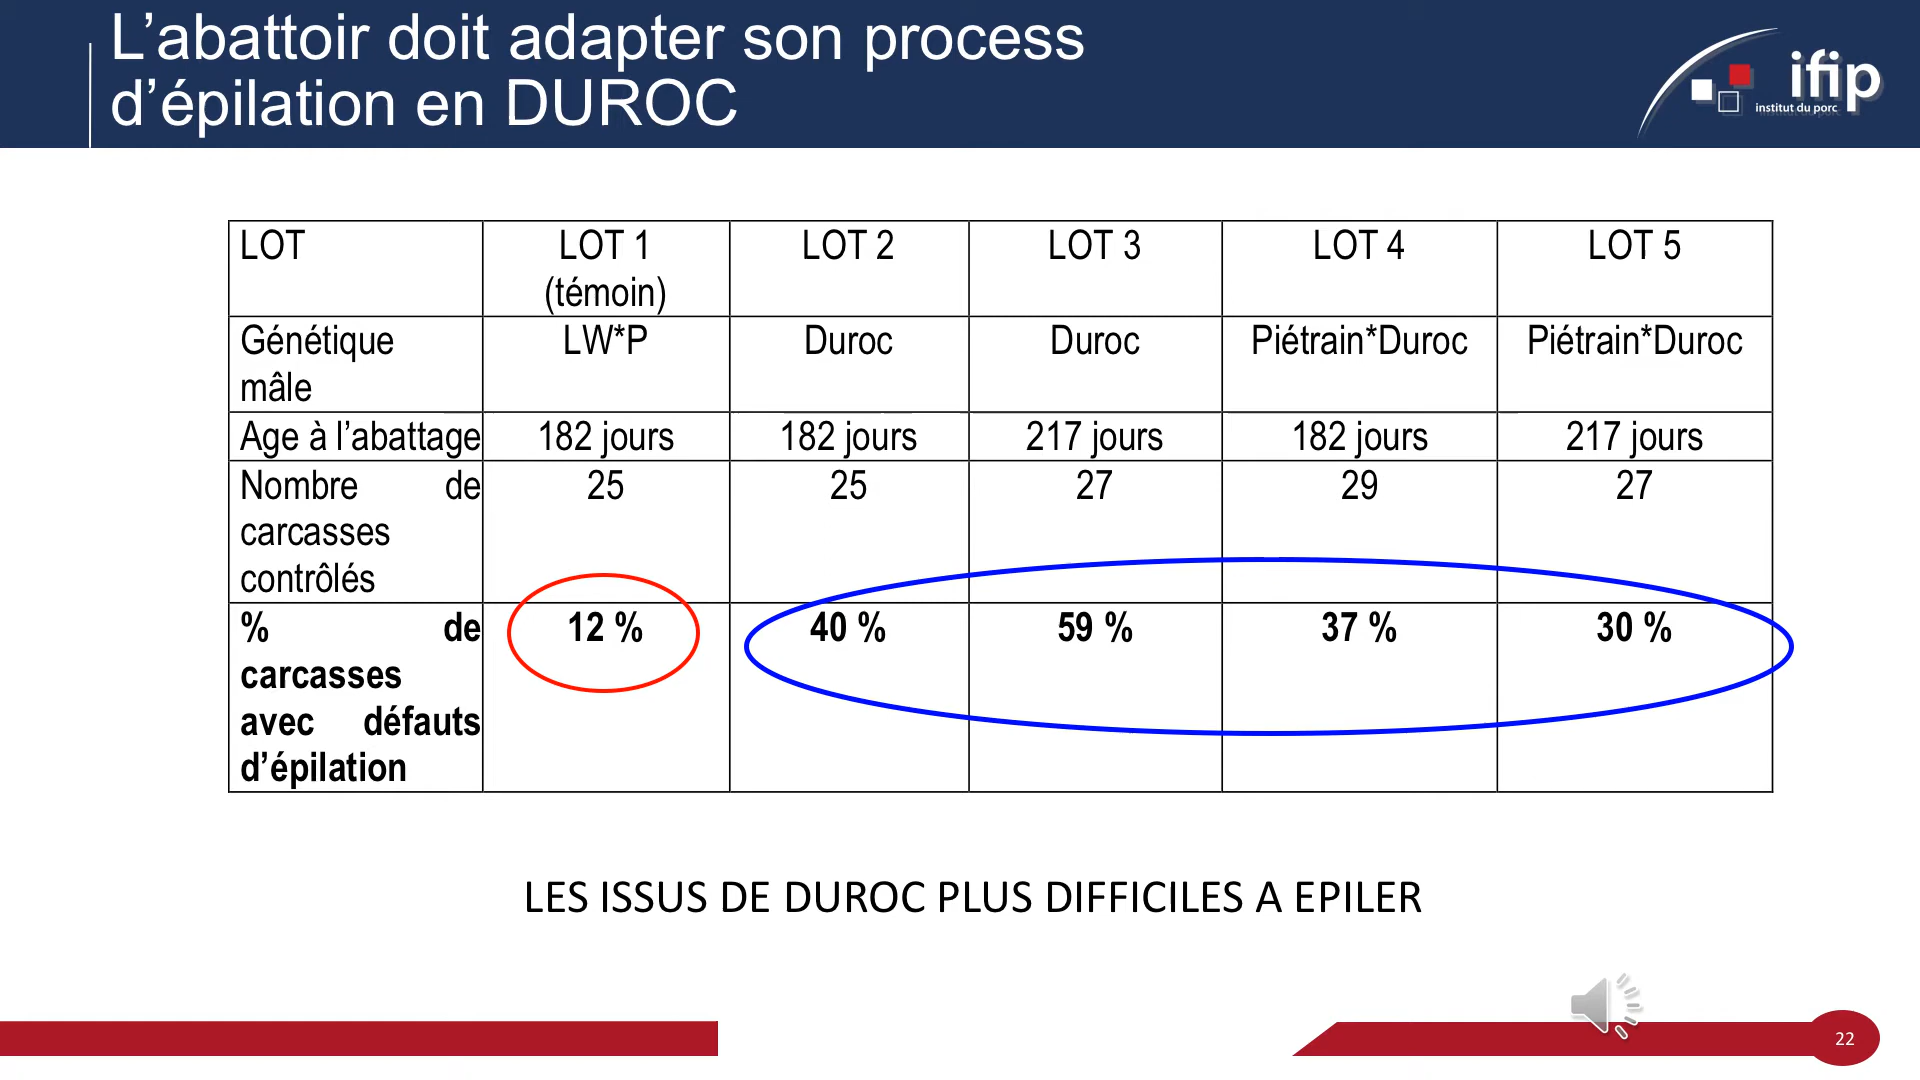 L’abattoir doit adapter son process
d’épilation en DUROC
ifip
institut du porc
LOT LOT 1 LOT 2 LOT 3 LOT 4 LOT 5
(témoin)
Génétique LW*P Duroc Duroc Piétrain*Duroc Piétrain*Duroc
mâle
Age à l’abattage 182 jours 182 jours 217 jours 182 jours 217 jours
Nombre de 25 25 27 29 27
carcasses
contrôlés
% de 12 % 40 % 59 % 37 % 30 %
carcasses
avec défauts
d’épilation
LES ISSUS DE DUROC PLUS DIFFICILES A EPILER
22